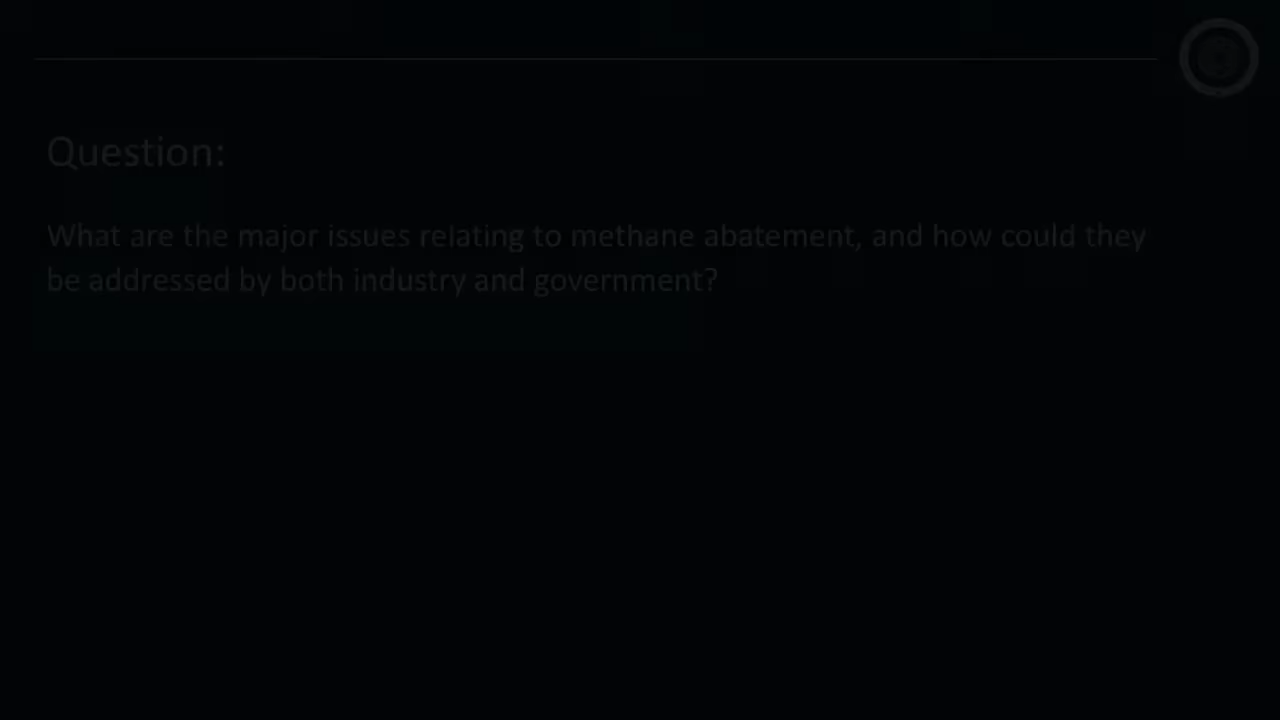 Question:
What are the major issues relating to methane abatement, and how could they
be addressed by both industry and government?